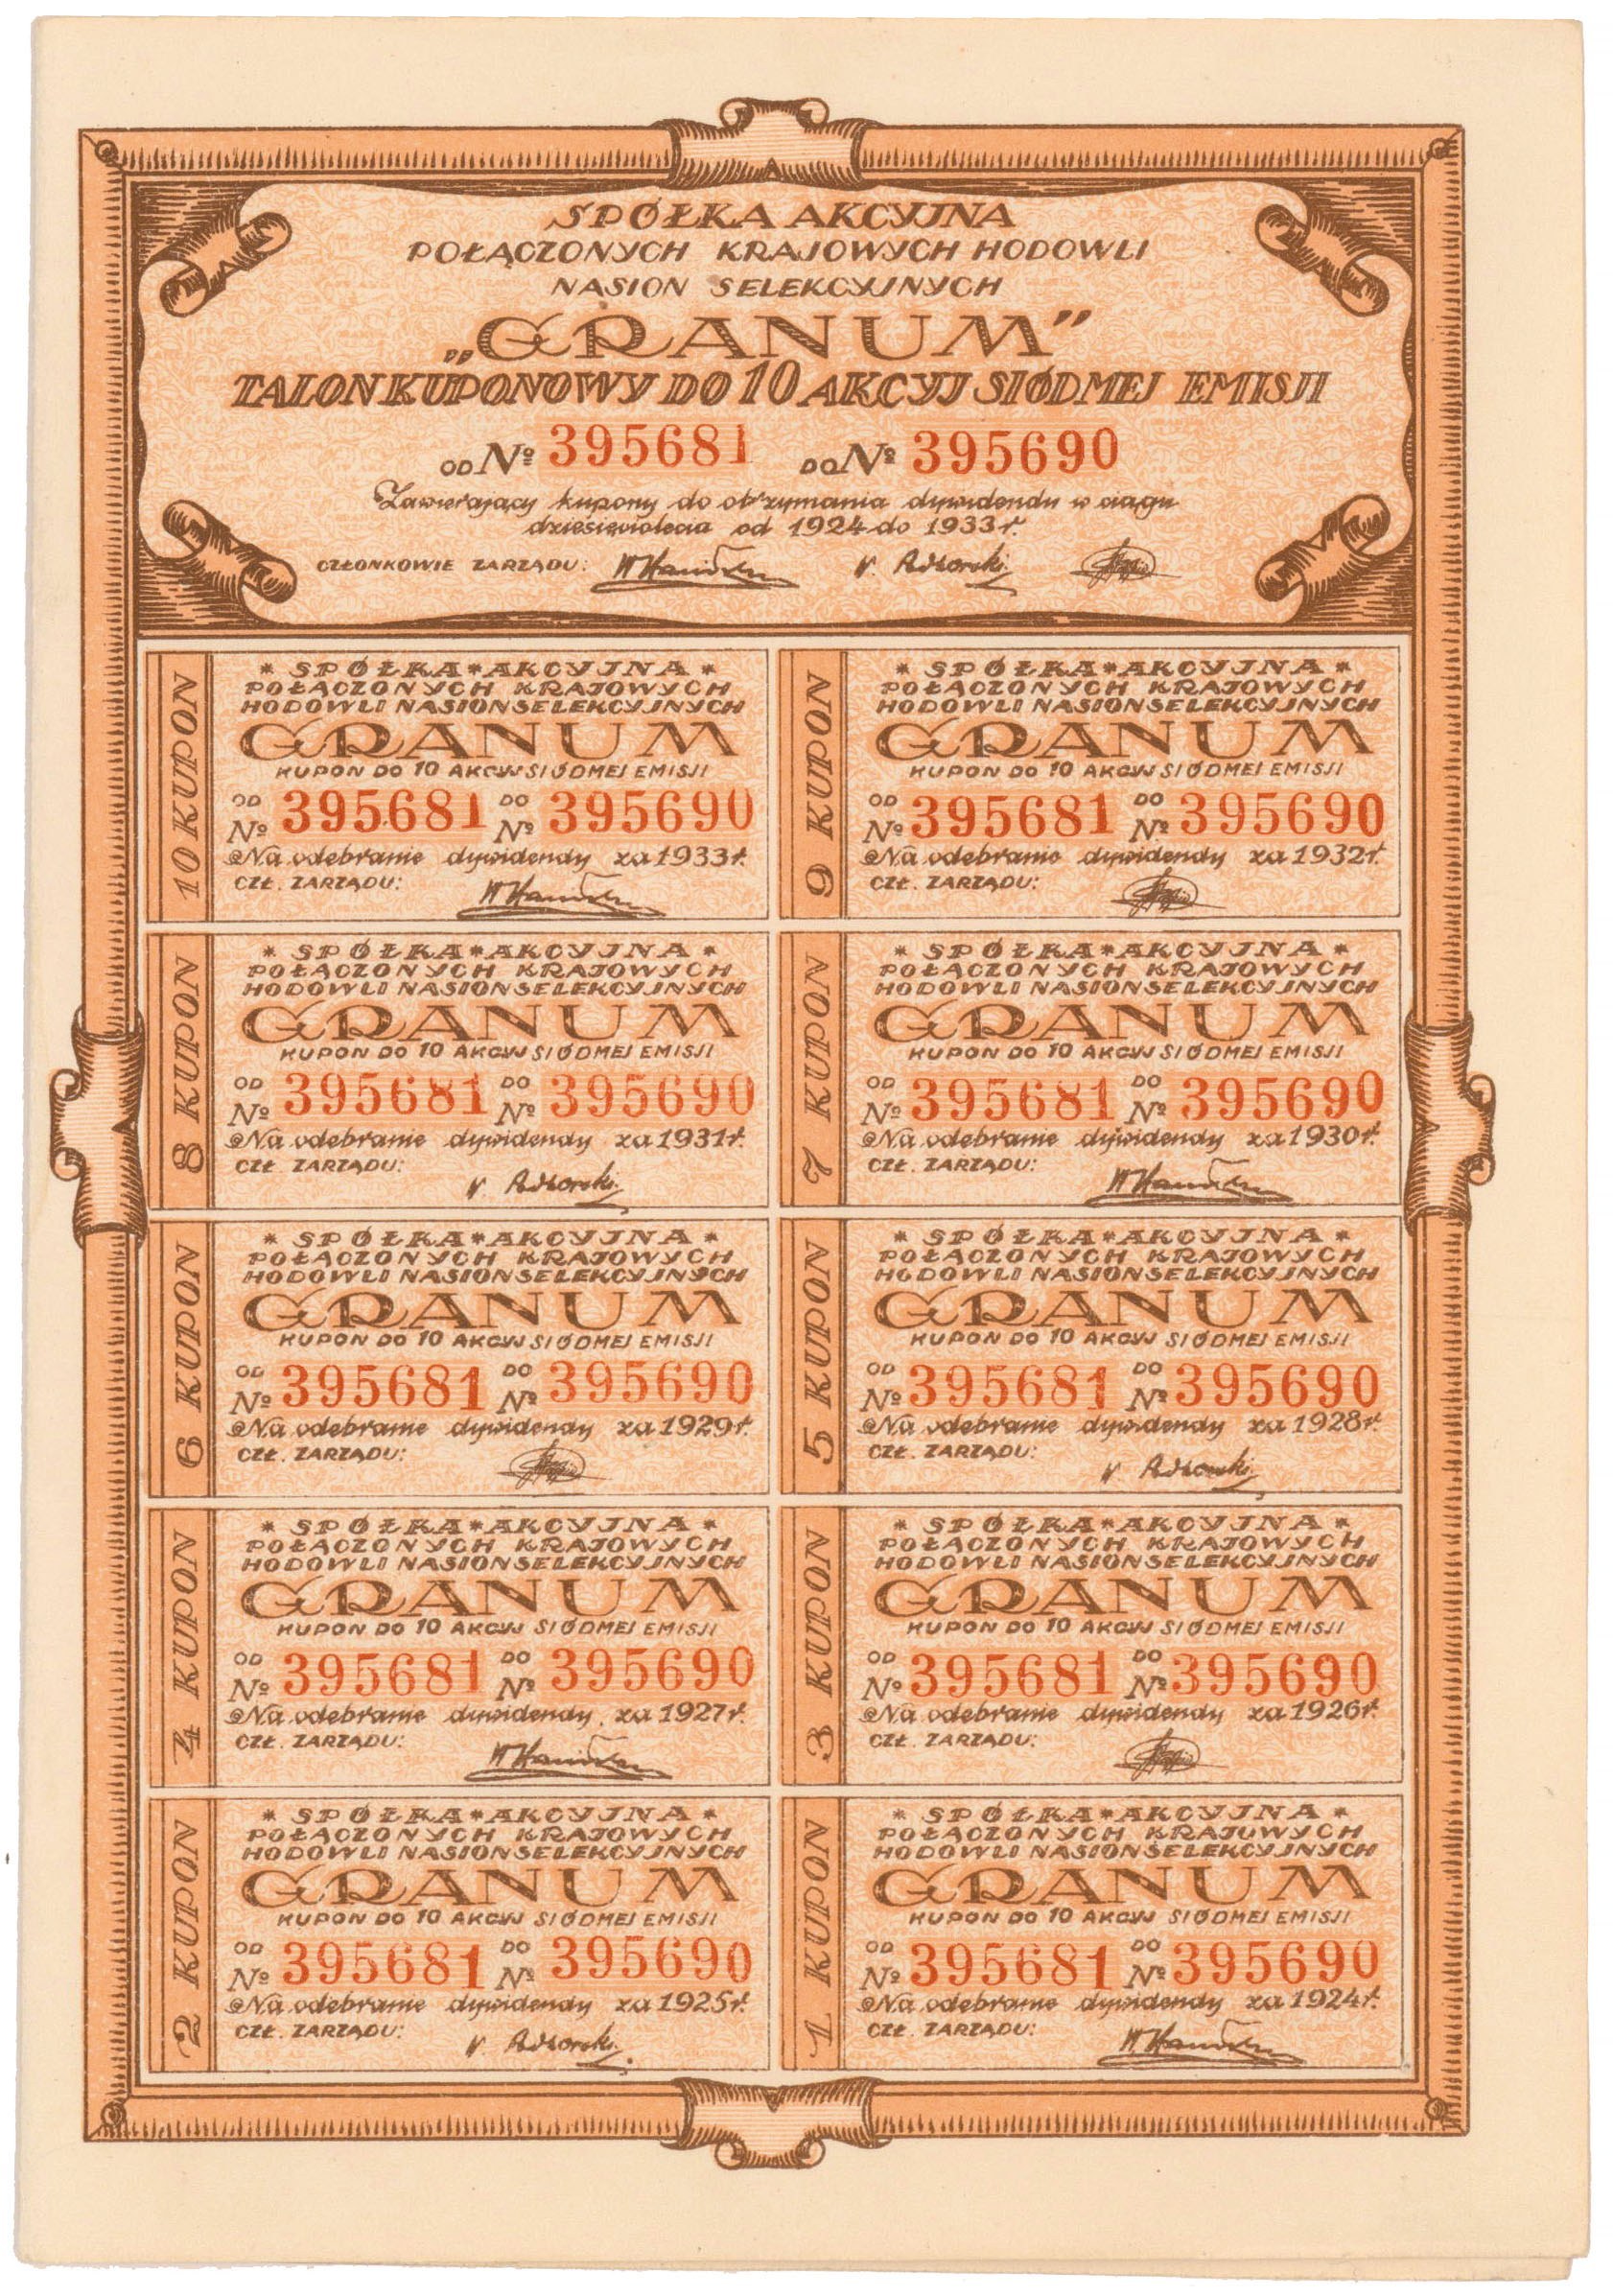 SPÓŁKA AKCYJNA
POŁĄCZONYCH KRAJOWYCH HODOWLI
NASION SELEKCYJNYCH
„GRANUM”
TALON KUPONOWY DO 10 AKCYJ SIÓDMEJ EMISJI
OD Nº 395681 DO Nº 395690
Zawierający kupony do otrzymania dywidendy w ciągu
dziesięciolecia od 1924 do 1933 r.
CZŁONKOWIE ZARZĄDU:
10 KUPON
* SPÓŁKA * AKCYJNA *
POŁĄCZONYCH KRAJOWYCH
HODOWLI NASION SELEKCYJNYCH
GRANUM
KUPON DO 10 AKCYJ SIÓDMEJ EMISJI
OD Nº 395681 DO Nº 395690
Na odebranie dywidendy za 1933 r.
CZŁ. ZARZĄDU:
9 KUPON
* SPÓŁKA * AKCYJNA *
POŁĄCZONYCH KRAJOWYCH
HODOWLI NASION SELEKCYJNYCH
GRANUM
KUPON DO 10 AKCYJ SIÓDMEJ EMISJI
OD Nº 395681 DO Nº 395690
Na odebranie dywidendy za 1932 r.
CZŁ. ZARZĄDU:
8 KUPON
* SPÓŁKA * AKCYJNA *
POŁĄCZONYCH KRAJOWYCH
HODOWLI NASION SELEKCYJNYCH
GRANUM
KUPON DO 10 AKCYJ SIÓDMEJ EMISJI
OD Nº 395681 DO Nº 395690
Na odebranie dywidendy za 1931 r.
CZŁ. ZARZĄDU:
7 KUPON
* SPÓŁKA * AKCYJNA *
POŁĄCZONYCH KRAJOWYCH
HODOWLI NASION SELEKCYJNYCH
GRANUM
KUPON DO 10 AKCYJ SIÓDMEJ EMISJI
OD Nº 395681 DO Nº 395690
Na odebranie dywidendy za 1930 r.
CZŁ. ZARZĄDU:
6 KUPON
* SPÓŁKA * AKCYJNA *
POŁĄCZONYCH KRAJOWYCH
HODOWLI NASION SELEKCYJNYCH
GRANUM
KUPON DO 10 AKCYJ SIÓDMEJ EMISJI
OD Nº 395681 DO Nº 395690
Na odebranie dywidendy za 1929 r.
CZŁ. ZARZĄDU:
5 KUPON
* SPÓŁKA * AKCYJNA *
POŁĄCZONYCH KRAJOWYCH
HODOWLI NASION SELEKCYJNYCH
GRANUM
KUPON DO 10 AKCYJ SIÓDMEJ EMISJI
OD Nº 395681 DO Nº 395690
Na odebranie dywidendy za 1928 r.
CZŁ. ZARZĄDU:
4 KUPON
* SPÓŁKA * AKCYJNA *
POŁĄCZONYCH KRAJOWYCH
HODOWLI NASION SELEKCYJNYCH
GRANUM
KUPON DO 10 AKCYJ SIÓDMEJ EMISJI
OD Nº 395681 DO Nº 395690
Na odebranie dywidendy za 1927 r.
CZŁ. ZARZĄDU:
3 KUPON
* SPÓŁKA * AKCYJNA *
POŁĄCZONYCH KRAJOWYCH
HODOWLI NASION SELEKCYJNYCH
GRANUM
KUPON DO 10 AKCYJ SIÓDMEJ EMISJI
OD Nº 395681 DO Nº 395690
Na odebranie dywidendy za 1926 r.
CZŁ. ZARZĄDU:
2 KUPON
* SPÓŁKA * AKCYJNA *
POŁĄCZONYCH KRAJOWYCH
HODOWLI NASION SELEKCYJNYCH
GRANUM
KUPON DO 10 AKCYJ SIÓDMEJ EMISJI
OD Nº 395681 DO Nº 395690
Na odebranie dywidendy za 1925 r.
CZŁ. ZARZĄDU:
1 KUPON
* SPÓŁKA * AKCYJNA *
POŁĄCZONYCH KRAJOWYCH
HODOWLI NASION SELEKCYJNYCH
GRANUM
KUPON DO 10 AKCYJ SIÓDMEJ EMISJI
OD Nº 395681 DO Nº 395690
Na odebranie dywidendy za 1924 r.
CZŁ. ZARZĄDU: